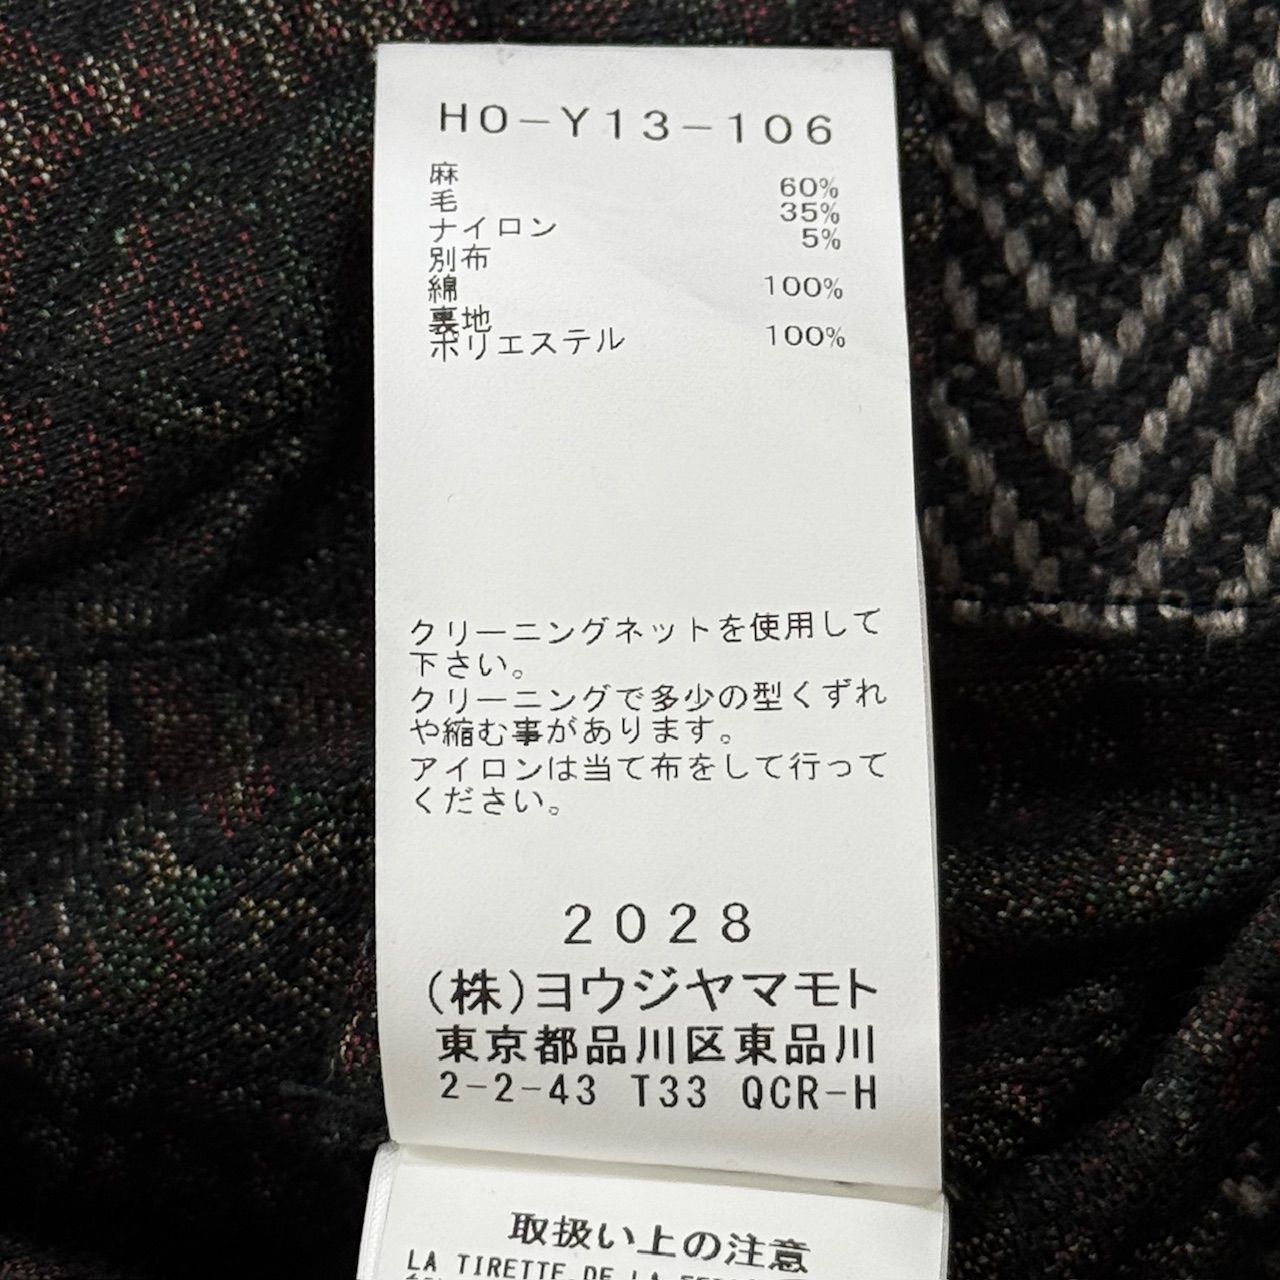 HO-Y13-106
麻 60%
毛 35%
ナイロン 5%
別布
綿 100%
裏地
ポリエステル 100%
クリーニングネットを使用して
下さい。
クリーニングで多少の型くずれ
や縮む事があります。
アイロンは当て布をして行って
ください。
2028
(株)ヨウジヤマモト
東京都品川区東品川
2-2-43 T33 QCR-H
取扱い上の注意
LA TIRETTE DE LA